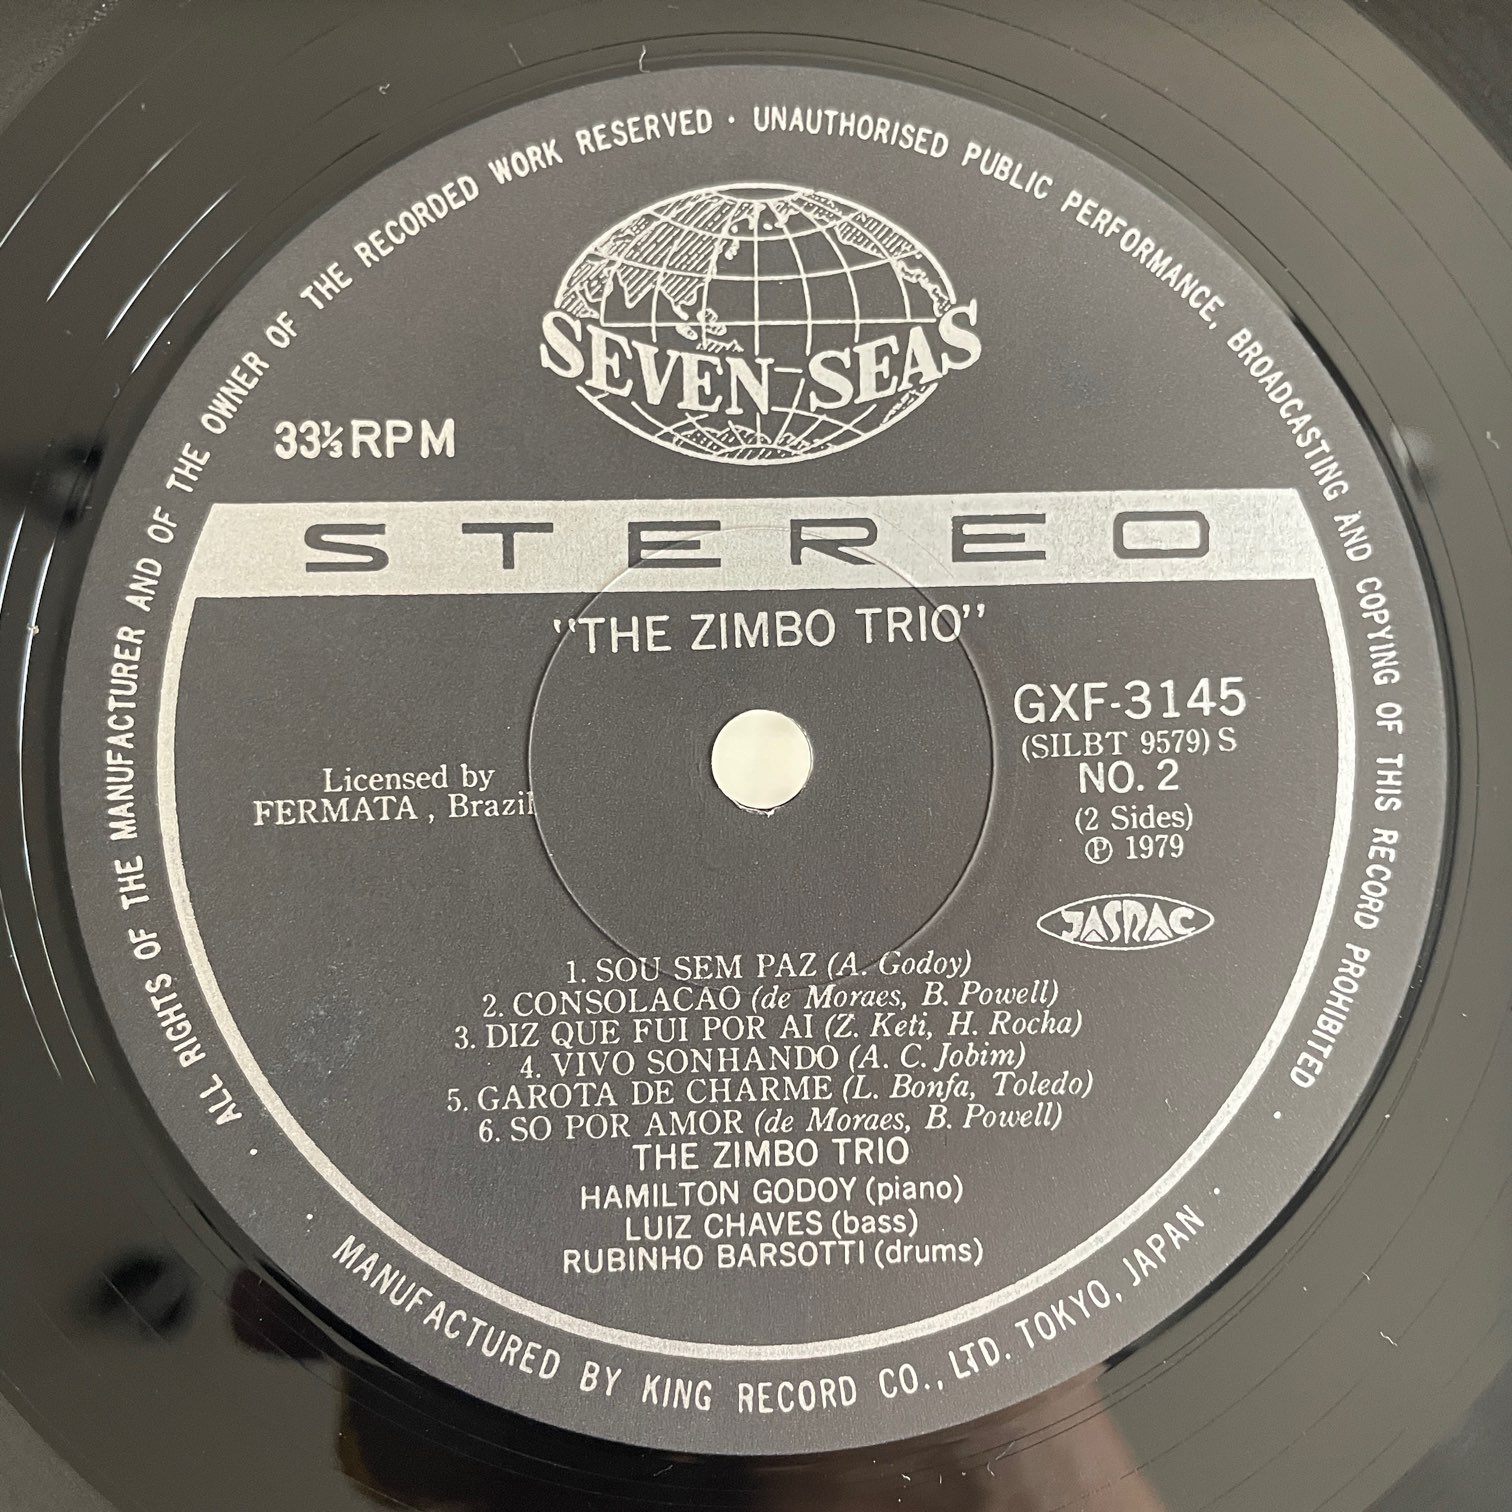 ALL RIGHTS OF THE MANUFACTURER AND OF THE OWNER OF THE RECORDED WORK RESERVED · UNAUTHORISED PUBLIC PERFORMANCE, BROADCASTING AND COPYING OF THIS RECORD PROHIBITED
SEVEN SEAS
33⅓RPM
STEREO
"THE ZIMBO TRIO"
GXF-3145
(SILBT 9579) S
NO. 2
(2 Sides)
Ⓟ 1979
Licensed by
FERMATA , Brazil
JASRAC
1. SOU SEM PAZ (A. Godoy)
2. CONSOLACAO (de Moraes, B. Powell)
3. DIZ QUE FUI POR AI (Z. Keti, H. Rocha)
4. VIVO SONHANDO (A. C. Jobim)
5. GAROTA DE CHARME (L. Bonfa, Toledo)
6. SO POR AMOR (de Moraes, B. Powell)
THE ZIMBO TRIO
HAMILTON GODOY (piano)
LUIZ CHAVES (bass)
RUBINHO BARSOTTI (drums)
· MANUFACTURED BY KING RECORD CO., LTD. TOKYO, JAPAN ·